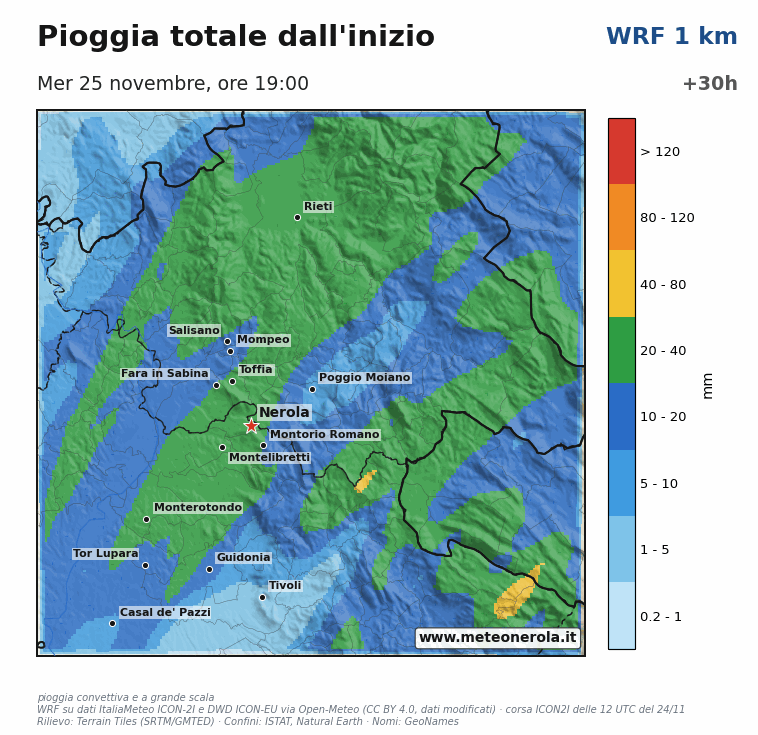 Pioggia totale dall'inizio
WRF 1 km
Mer 25 novembre, ore 19:00
+30h
> 120
80 - 120
40 - 80
20 - 40
10 - 20
5 - 10
1 - 5
0.2 - 1
mm
Rieti
Salisano
Mompeo
Toffia
Fara in Sabina
Poggio Moiano
Nerola
Montorio Romano
Montelibretti
Monterotondo
Tor Lupara
Guidonia
Tivoli
Casal de' Pazzi
www.meteonerola.it
pioggia convettiva e a grande scala
WRF su dati ItaliaMeteo ICON-2I e DWD ICON-EU via Open-Meteo (CC BY 4.0, dati modificati) · corsa ICON2I delle 12 UTC del 24/11
Rilievo: Terrain Tiles (SRTM/GMTED) · Confini: ISTAT, Natural Earth · Nomi: GeoNames